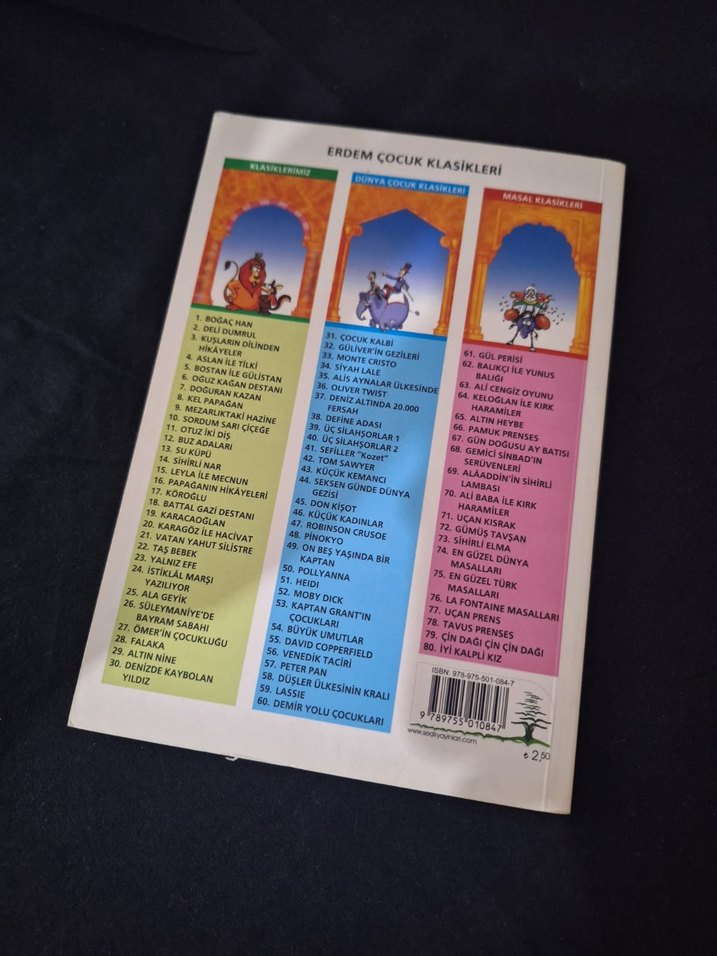 ERDEM ÇOCUK KLASİKLERİ
KLASİKLERİMİZ
1. BOĞAÇ HAN
2. DELİ DUMRUL
3. KUŞLARIN DİLİNDEN
HİKÂYELER
4. ASLAN İLE TİLKİ
5. BOSTAN İLE GÜLİSTAN
6. OĞUZ KAĞAN DESTANI
7. DOĞURAN KAZAN
8. KEL PAPAĞAN
9. MEZARLIKTAKİ HAZİNE
10. SORDUM SARI ÇİÇEĞE
11. OTUZ İKİ DİŞ
12. BUZ ADALARI
13. SU KÜPÜ
14. SİHİRLİ NAR
15. LEYLA İLE MECNUN
16. PAPAĞANIN HİKÂYELERİ
17. KÖROĞLU
18. BATTAL GAZİ DESTANI
19. KARACAOĞLAN
20. KARAGÖZ İLE HACİVAT
21. VATAN YAHUT SİLİSTRE
22. TAŞ BEBEK
23. YALNIZ EFE
24. İSTİKLÂL MARŞI
YAZILIYOR
25. ALA GEYİK
26. SÜLEYMANİYE'DE
BAYRAM SABAHI
27. ÖMER'İN ÇOCUKLUĞU
28. FALAKA
29. ALTIN NİNE
30. DENİZDE KAYBOLAN
YILDIZ
DÜNYA ÇOCUK KLASİKLERİ
31. ÇOCUK KALBİ
32. GÜLİVER'İN GEZİLERİ
33. MONTE CRISTO
34. SİYAH LALE
35. ALİS AYNALAR ÜLKESİNDE
36. OLIVER TWIST
37. DENİZ ALTINDA 20.000
FERSAH
38. DEFİNE ADASI
39. ÜÇ SİLAHŞORLAR 1
40. ÜÇ SİLAHŞORLAR 2
41. SEFİLLER "Kozet"
42. TOM SAWYER
43. KÜÇÜK KEMANCI
44. SEKSEN GÜNDE DÜNYA
GEZİSİ
45. DON KİŞOT
46. KÜÇÜK KADINLAR
47. ROBINSON CRUSOE
48. PİNOKYO
49. ON BEŞ YAŞINDA BİR
KAPTAN
50. POLLYANNA
51. HEIDI
52. MOBY DICK
53. KAPTAN GRANT'IN
ÇOCUKLARI
54. BÜYÜK UMUTLAR
55. DAVID COPPERFIELD
56. VENEDİK TACİRİ
57. PETER PAN
58. DÜŞLER ÜLKESİNİN KRALI
59. LASSIE
60. DEMİR YOLU ÇOCUKLARI
MASAL KLASİKLERİ
61. GÜL PERİSİ
62. BALIKÇI İLE YUNUS
BALIĞI
63. ALİ CENGİZ OYUNU
64. KELOĞLAN İLE KIRK
HARAMİLER
65. ALTIN HEYBE
66. PAMUK PRENSES
67. GÜN DOĞUSU AY BATISI
68. GEMİCİ SİNBAD'IN
SERÜVENLERİ
69. ALÂADDİN'İN SİHİRLİ
LAMBASI
70. ALİ BABA İLE KIRK
HARAMİLER
71. UÇAN KISRAK
72. GÜMÜŞ TAVŞAN
73. SİHİRLİ ELMA
74. EN GÜZEL DÜNYA
MASALLARI
75. EN GÜZEL TÜRK
MASALLARI
76. LA FONTAINE MASALLARI
77. UÇAN PRENS
78. TAVUS PRENSES
79. ÇİN DAĞI ÇİN ÇİN DAĞI
80. İYİ KALPLİ KIZ
ISBN: 978-975-501-084-7
9 789755 010847
www.sediryayinlari.com
₺ 2,50